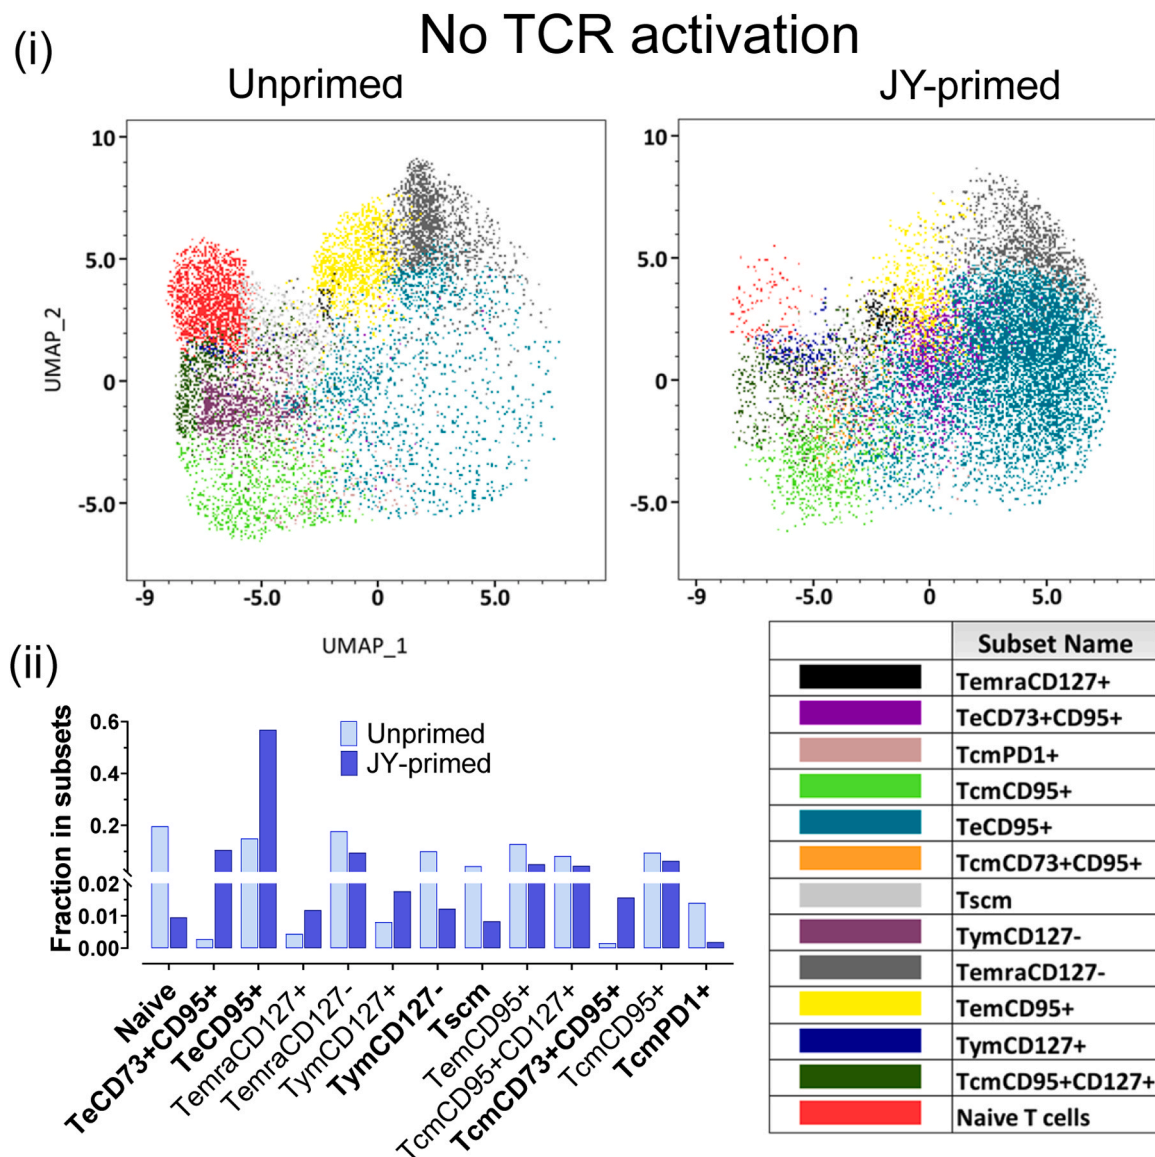 No TCR activation
(i)
Unprimed
JY-primed
10
5.0
0
-5.0
-9
-5.0
0
5.0
UMAP_2
UMAP_1
10
5.0
0
-5.0
-9
-5.0
0
5.0
(ii)
Fraction in subsets
0.6
0.4
0.2
0.02
0.01
0.00
Unprimed
JY-primed
Naive
TeCD73+CD95+
TeCD95+
TemraCD127+
TemraCD127-
TymCD127+
TymCD127-
Tscm
TemCD95+
TcmCD95+CD127+
TcmCD73+CD95+
TcmCD95+
TcmPD1+
Subset Name
TemraCD127+
TeCD73+CD95+
TcmPD1+
TcmCD95+
TeCD95+
TcmCD73+CD95+
Tscm
TymCD127-
TemraCD127-
TemCD95+
TymCD127+
TcmCD95+CD127+
Naive T cells